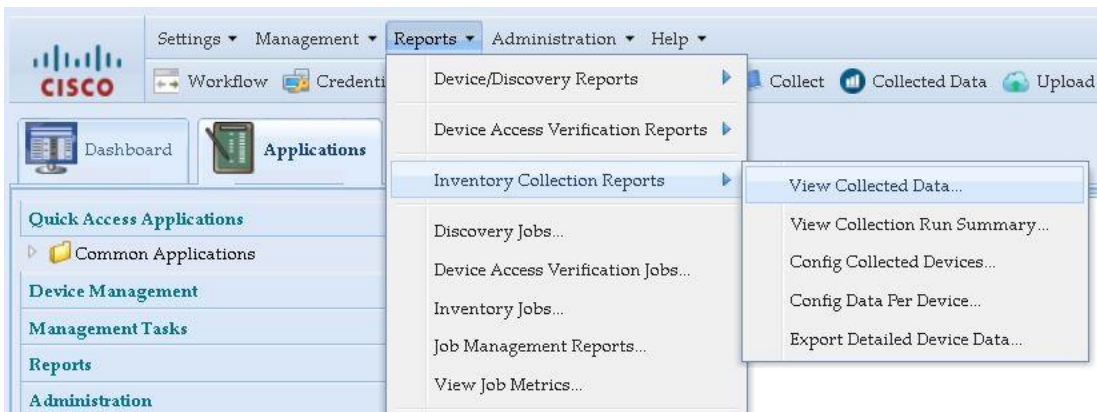 Settings Management Reports Administration Help
CISCO
Workflow Credenti Collect Collected Data Upload
Dashboard Applications
Quick Access Applications
Common Applications
Device Management
Management Tasks
Reports
Administration
Device/Discovery Reports
Device Access Verification Reports
Inventory Collection Reports
Discovery Jobs...
Device Access Verification Jobs...
Inventory Jobs...
Job Management Reports...
View Job Metrics...
View Collected Data...
View Collection Run Summary...
Config Collected Devices...
Config Data Per Device...
Export Detailed Device Data...